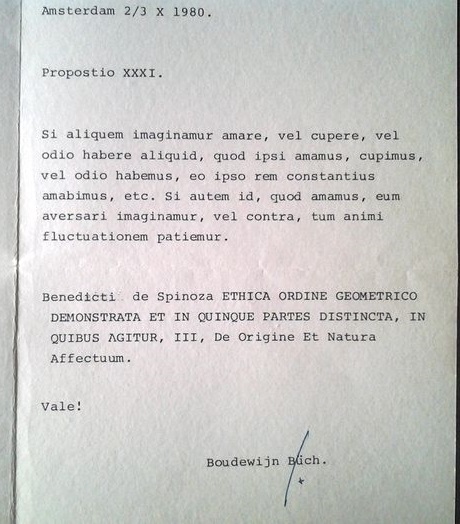 Amsterdam 2/3 X 1980.
Propostio XXXI.
Si aliquem imaginamur amare, vel cupere, vel
odio habere aliquid, quod ipsi amamus, cupimus,
vel odio habemus, eo ipso rem constantius
amabimus, etc. Si autem id, quod amamus, eum
aversari imaginamur, vel contra, tum animi
fluctuationem patiemur.
Benedicti de Spinoza ETHICA ORDINE GEOMETRICO
DEMONSTRATA ET IN QUINQUE PARTES DISTINCTA, IN
QUIBUS AGITUR, III, De Origine Et Natura
Affectuum.
Vale!
Boudewijn Büch.